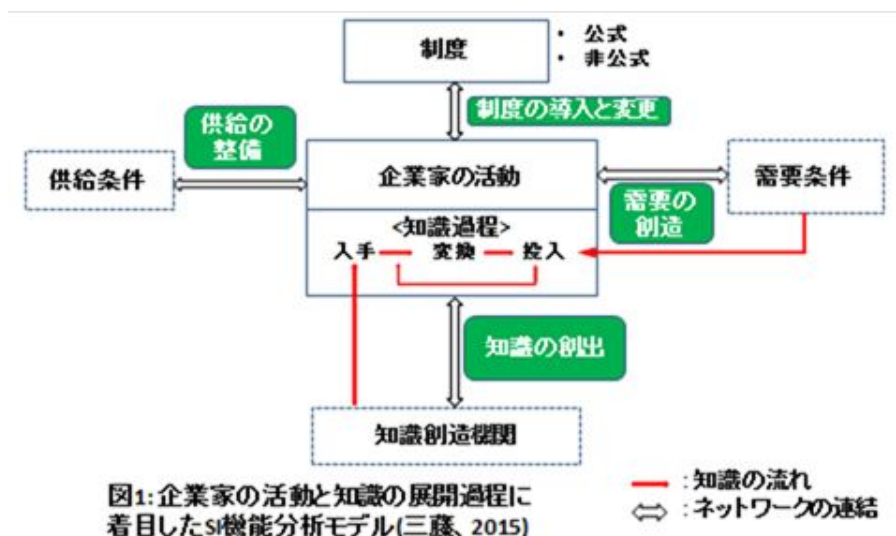 制度
・ 公式
・ 非公式
制度の導入と変更
供給の
整備
供給条件
企業家の活動
需要条件
需要の
創造
<知識過程>
入手 変換 投入
知識の創出
知識創造機関
図1:企業家の活動と知識の展開過程に
着目したSI機能分析モデル(三藤、2015)
:知識の流れ
:ネットワークの連結